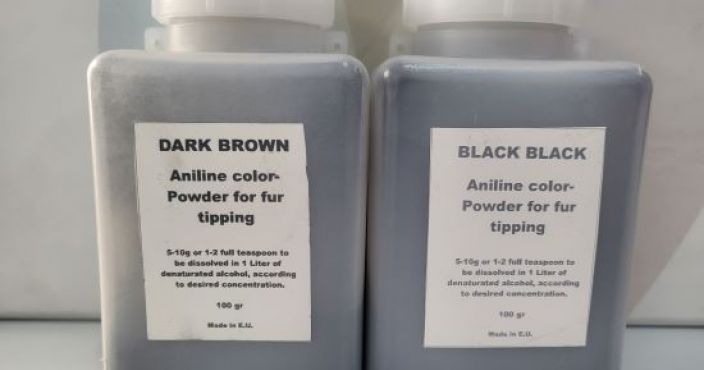 DARK BROWN
Aniline color-
Powder for fur
tipping
5-10g or 1-2 full teaspoon to
be dissolved in 1 Liter of
denaturated alcohol, according
to desired concentration.
100 gr
Made in E.U.
BLACK BLACK
Aniline color-
Powder for fur
tipping
5-10g or 1-2 full teaspoon to
be dissolved in 1 Liter of
denaturated alcohol, according
to desired concentration.
100 gr
Made in E.U.